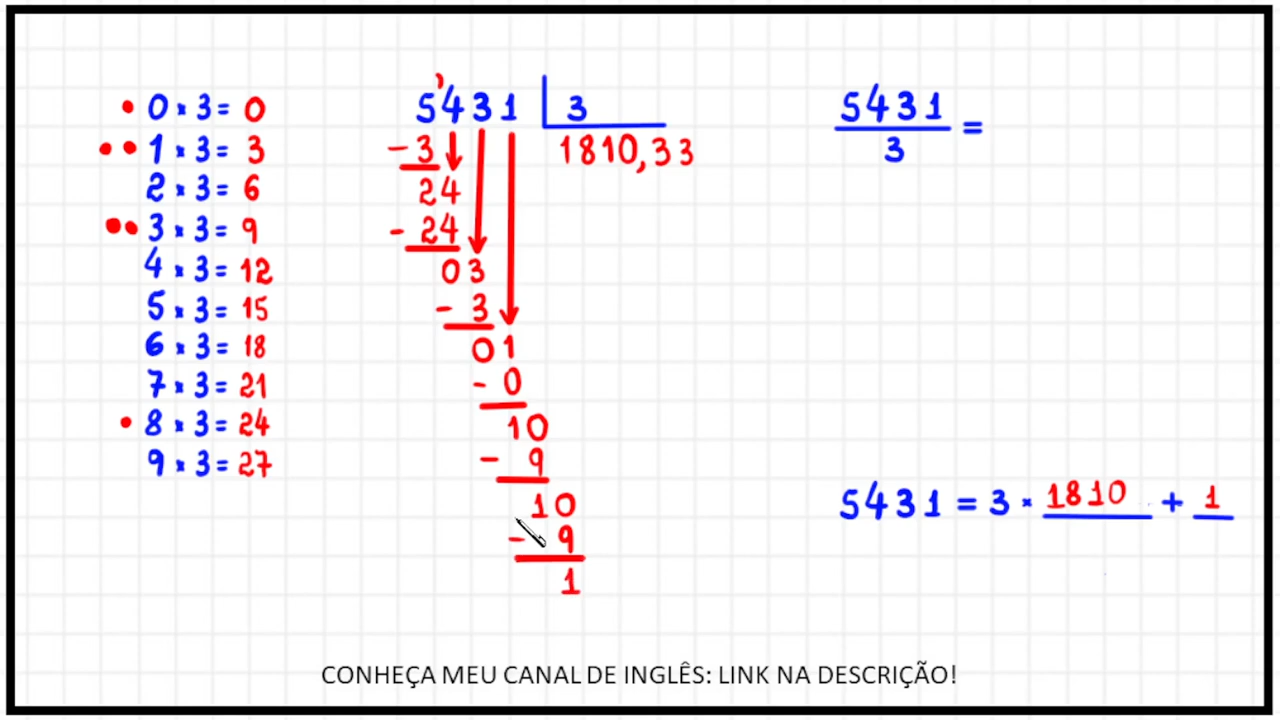 0 x 3 = 0
1 x 3 = 3
2 x 3 = 6
3 x 3 = 9
4 x 3 = 12
5 x 3 = 15
6 x 3 = 18
7 x 3 = 21
8 x 3 = 24
9 x 3 = 27
5'431 3
- 3 1810,33
24
- 24
03
- 3
01
- 0
10
- 9
10
- 9
1
5431
=
3
5431 = 3 · 1810 + 1
CONHEÇA MEU CANAL DE INGLÊS: LINK NA DESCRIÇÃO!